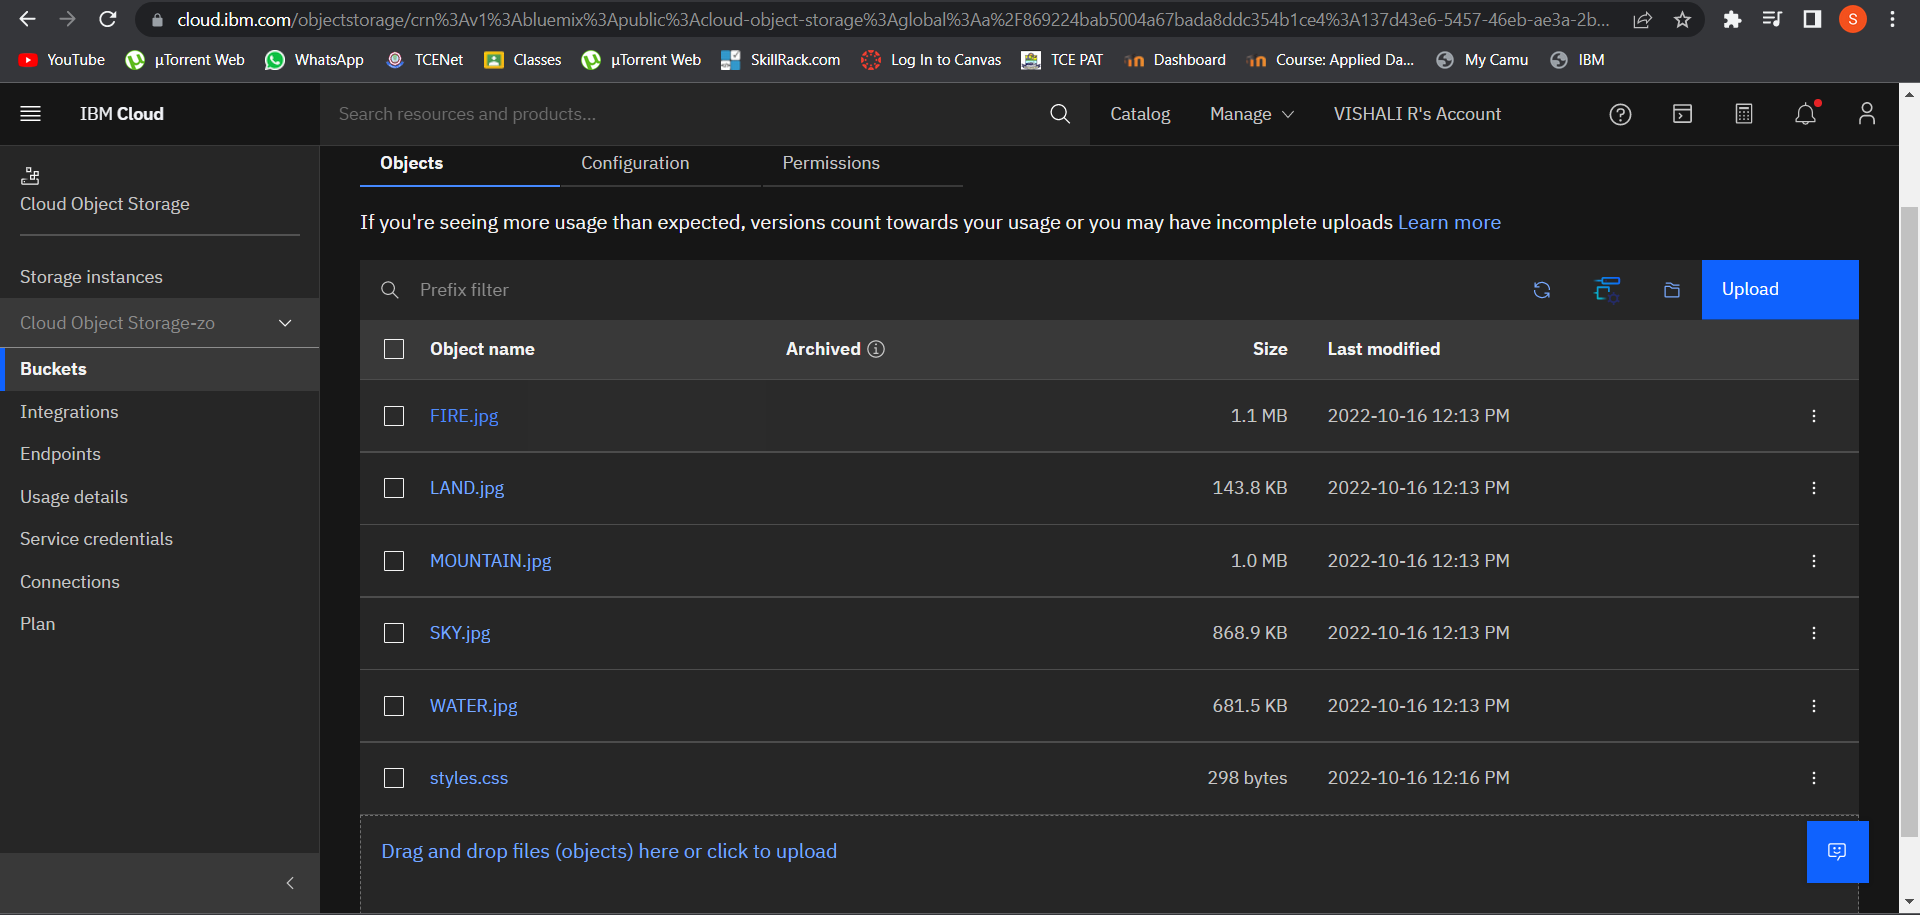 cloud.ibm.com/objectstorage/crn%3Av1%3Abluemix%3Apublic%3Acloud-object-storage%3Aglobal%3Aa%2F869224bab5004a67bada8ddc354b1ce4%3A137d43e6-5457-46eb-ae3a-2b... S
YouTube µTorrent Web WhatsApp TCENet Classes µTorrent Web SkillRack.com Log In to Canvas TCE PAT Dashboard Course: Applied Da... My Camu IBM
IBM Cloud Search resources and products... Catalog Manage VISHALI R's Account
Objects Configuration Permissions
Cloud Object Storage
If you're seeing more usage than expected, versions count towards your usage or you may have incomplete uploads Learn more
Storage instances
Prefix filter Upload
Cloud Object Storage-zo
Object name Archived Size Last modified
Buckets
Integrations
FIRE.jpg 1.1 MB 2022-10-16 12:13 PM
Endpoints
LAND.jpg 143.8 KB 2022-10-16 12:13 PM
Usage details
Service credentials
MOUNTAIN.jpg 1.0 MB 2022-10-16 12:13 PM
Connections
Plan
SKY.jpg 868.9 KB 2022-10-16 12:13 PM
WATER.jpg 681.5 KB 2022-10-16 12:13 PM
styles.css 298 bytes 2022-10-16 12:16 PM
Drag and drop files (objects) here or click to upload